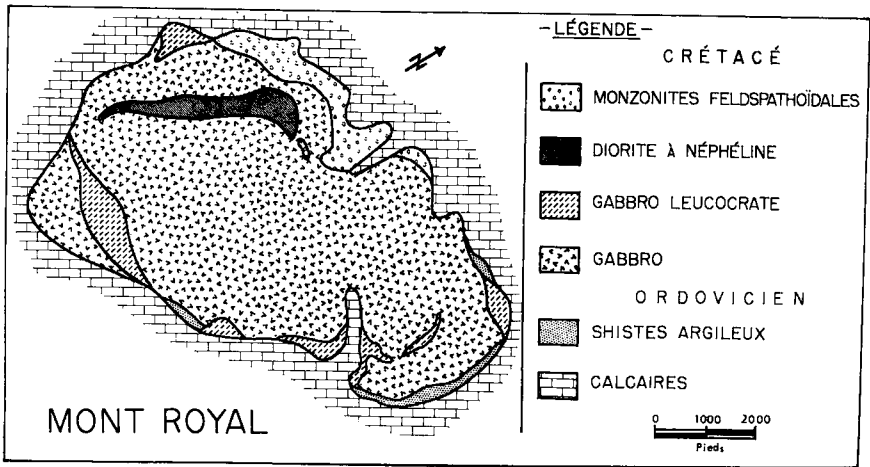 -LÉGENDE-
CRÉTACÉ
MONZONITES FELDSPATHOÏDALES
DIORITE À NÉPHÉLINE
GABBRO LEUCOCRATE
GABBRO
ORDOVICIEN
SHISTES ARGILEUX
CALCAIRES
0 1000 2000
Pieds
N
MONT ROYAL